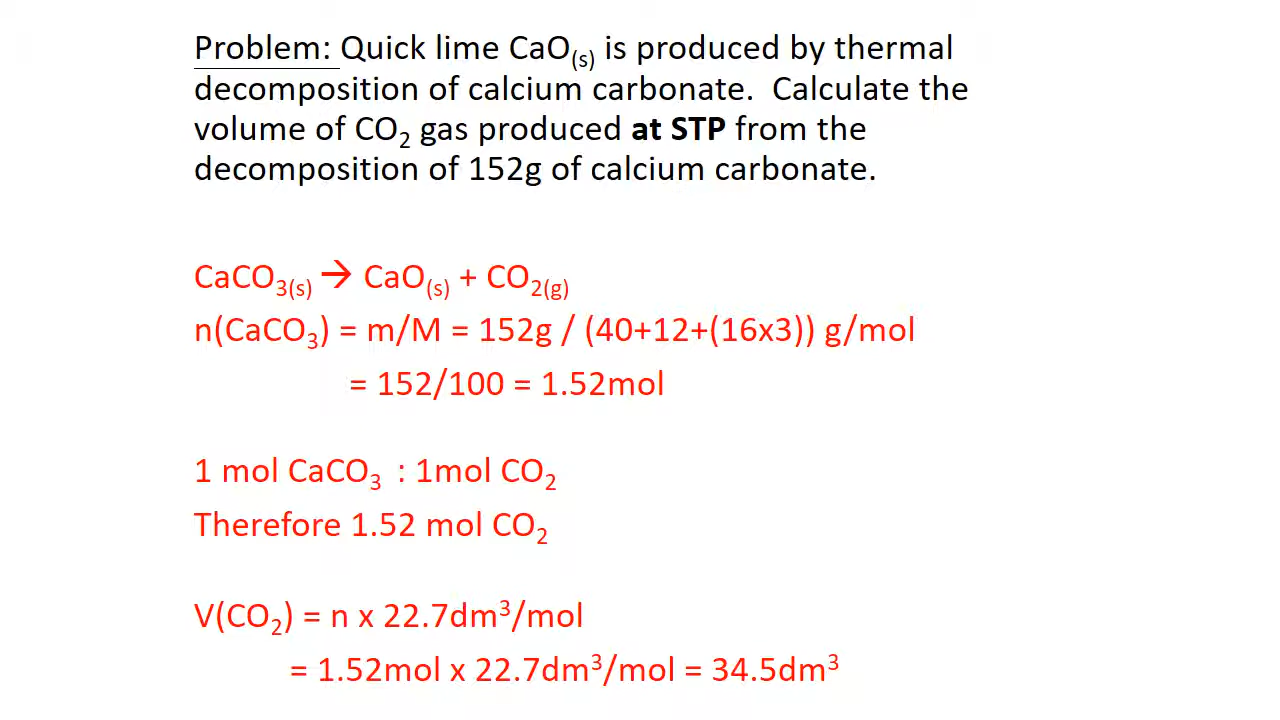 Problem: Quick lime CaO(s) is produced by thermal
decomposition of calcium carbonate.  Calculate the
volume of CO₂ gas produced at STP from the
decomposition of 152g of calcium carbonate.
CaCO₃(s) → CaO(s) + CO₂(g)
n(CaCO₃) = m/M = 152g / (40+12+(16x3)) g/mol
= 152/100 = 1.52mol
1 mol CaCO₃ : 1mol CO₂
Therefore 1.52 mol CO₂
V(CO₂) = n x 22.7dm³/mol
= 1.52mol x 22.7dm³/mol = 34.5dm³